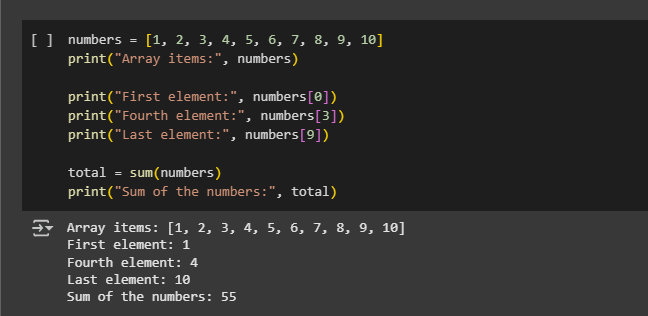 [ ] numbers = [1, 2, 3, 4, 5, 6, 7, 8, 9, 10]
print("Array items:", numbers)
print("First element:", numbers[0])
print("Fourth element:", numbers[3])
print("Last element:", numbers[9])
total = sum(numbers)
print("Sum of the numbers:", total)
Array items: [1, 2, 3, 4, 5, 6, 7, 8, 9, 10]
First element: 1
Fourth element: 4
Last element: 10
Sum of the numbers: 55